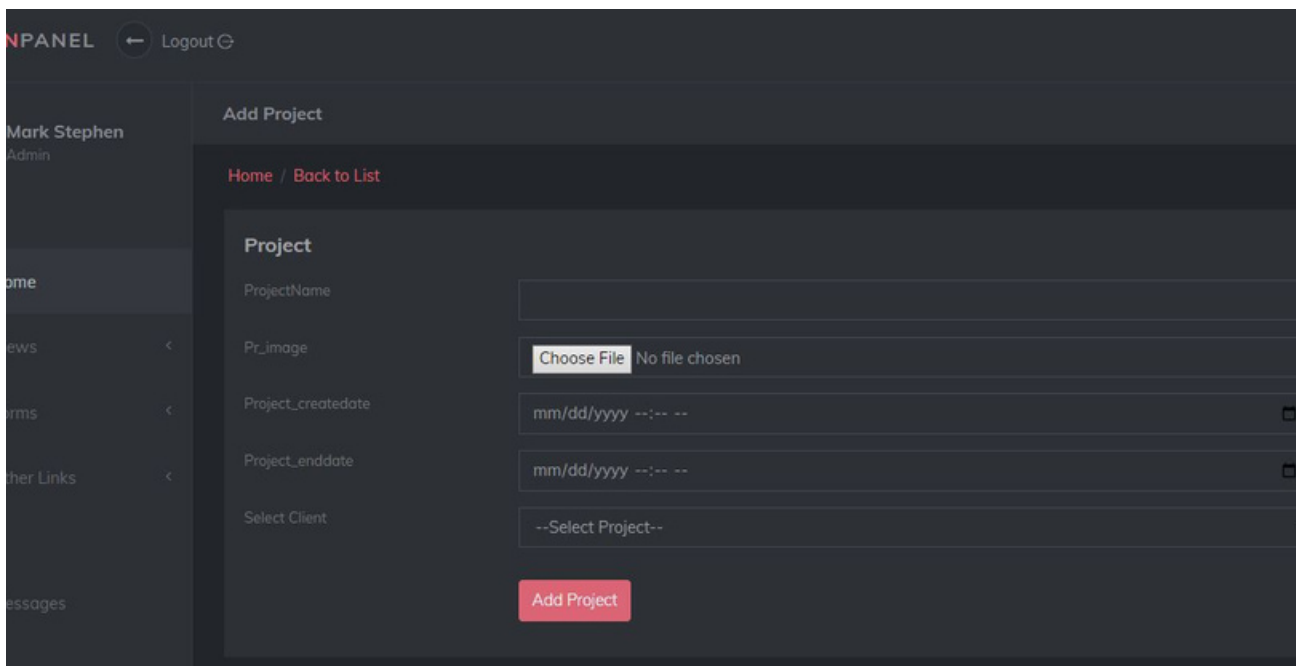 NPANEL Logout
Mark Stephen
Admin
ome
ews
orms
ther Links
essages
Add Project
Home / Back to List
Project
ProjectName
Pr_image Choose File No file chosen
Project_createdate mm/dd/yyyy --:-- --
Project_enddate mm/dd/yyyy --:-- --
Select Client --Select Project--
Add Project